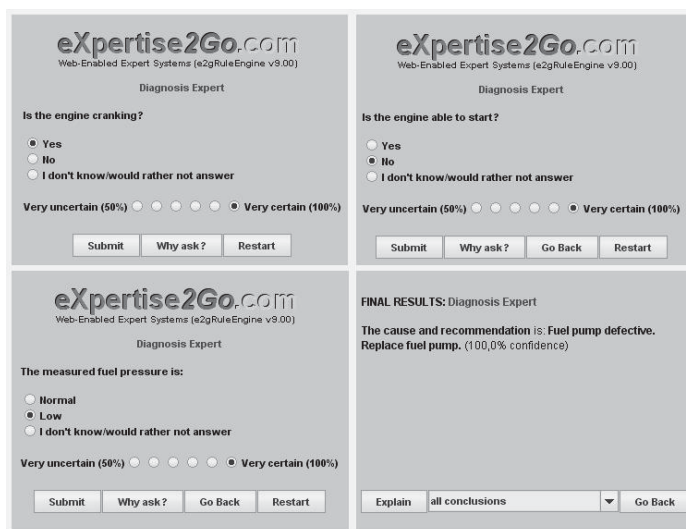 eXpertise2Go.com
Web-Enabled Expert Systems (e2gRuleEngine v9.00)
Diagnosis Expert
Is the engine cranking?
Yes
No
I don't know/would rather not answer
Very uncertain (50%) Very certain (100%)
Submit Why ask? Restart
eXpertise2Go.com
Web-Enabled Expert Systems (e2gRuleEngine v9.00)
Diagnosis Expert
Is the engine able to start?
Yes
No
I don't know/would rather not answer
Very uncertain (50%) Very certain (100%)
Submit Why ask? Go Back Restart
eXpertise2Go.com
Web-Enabled Expert Systems (e2gRuleEngine v9.00)
Diagnosis Expert
The measured fuel pressure is:
Normal
Low
I don't know/would rather not answer
Very uncertain (50%) Very certain (100%)
Submit Why ask? Go Back Restart
FINAL RESULTS: Diagnosis Expert
The cause and recommendation is: Fuel pump defective.
Replace fuel pump. (100,0% confidence)
Explain all conclusions Go Back